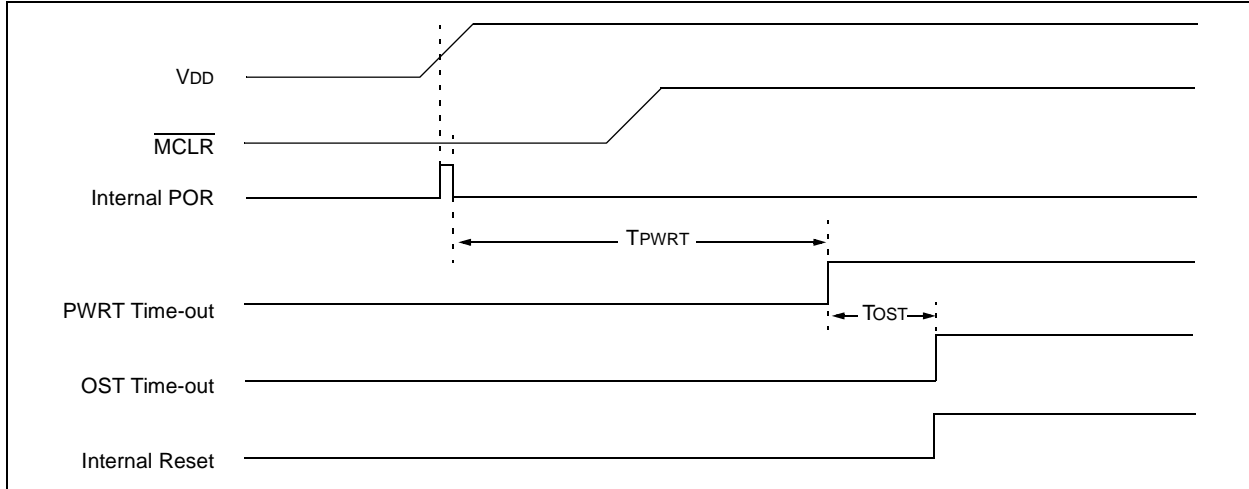 VDD
MCLR
Internal POR
TPWRT
PWRT Time-out
TOST
OST Time-out
Internal Reset